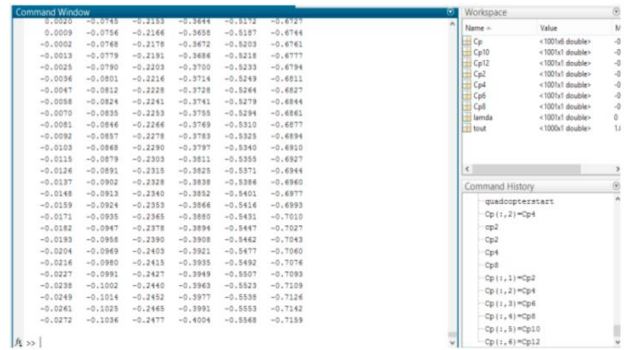 Command Window
0.0020 -0.0745 -0.2153 -0.3644 -0.5172 -0.6727
0.0009 -0.0756 -0.2166 -0.3658 -0.5187 -0.6744
-0.0002 -0.0768 -0.2178 -0.3672 -0.5203 -0.6761
-0.0013 -0.0779 -0.2191 -0.3686 -0.5218 -0.6777
-0.0025 -0.0790 -0.2203 -0.3700 -0.5233 -0.6794
-0.0036 -0.0801 -0.2216 -0.3714 -0.5249 -0.6811
-0.0047 -0.0812 -0.2228 -0.3728 -0.5264 -0.6827
-0.0058 -0.0824 -0.2241 -0.3741 -0.5279 -0.6844
-0.0070 -0.0835 -0.2253 -0.3755 -0.5294 -0.6861
-0.0081 -0.0846 -0.2266 -0.3769 -0.5310 -0.6877
-0.0092 -0.0857 -0.2278 -0.3783 -0.5325 -0.6894
-0.0103 -0.0868 -0.2290 -0.3797 -0.5340 -0.6910
-0.0115 -0.0879 -0.2303 -0.3811 -0.5355 -0.6927
-0.0126 -0.0891 -0.2315 -0.3825 -0.5371 -0.6944
-0.0137 -0.0902 -0.2328 -0.3838 -0.5386 -0.6960
-0.0148 -0.0913 -0.2340 -0.3852 -0.5401 -0.6977
-0.0159 -0.0924 -0.2353 -0.3866 -0.5416 -0.6993
-0.0171 -0.0935 -0.2365 -0.3880 -0.5431 -0.7010
-0.0182 -0.0947 -0.2378 -0.3894 -0.5447 -0.7027
-0.0193 -0.0958 -0.2390 -0.3908 -0.5462 -0.7043
-0.0204 -0.0969 -0.2403 -0.3921 -0.5477 -0.7060
-0.0216 -0.0980 -0.2415 -0.3935 -0.5492 -0.7076
-0.0227 -0.0991 -0.2427 -0.3949 -0.5507 -0.7093
-0.0238 -0.1002 -0.2440 -0.3963 -0.5523 -0.7109
-0.0249 -0.1014 -0.2452 -0.3977 -0.5538 -0.7126
-0.0261 -0.1025 -0.2465 -0.3991 -0.5553 -0.7142
-0.0272 -0.1036 -0.2477 -0.4004 -0.5568 -0.7159
fx >>
Workspace
Name Value M
Cp <1001x6 double> -0
Cp10 <1001x1 double> -0
Cp12 <1001x1 double> -0
Cp2 <1001x1 double> -0
Cp4 <1001x1 double> -0
Cp6 <1001x1 double> -0
Cp8 <1001x1 double> -0
lamda <1001x1 double> 0
tout <1000x1 double> 1.
Command History
quadcopterstart
Cp(:,2)=Cp4
cp2
Cp2
Cp4
Cp8
Cp(:,1)=Cp2
Cp(:,2)=Cp4
Cp(:,3)=Cp6
Cp(:,4)=Cp8
Cp(:,5)=Cp10
Cp(:,6)=Cp12